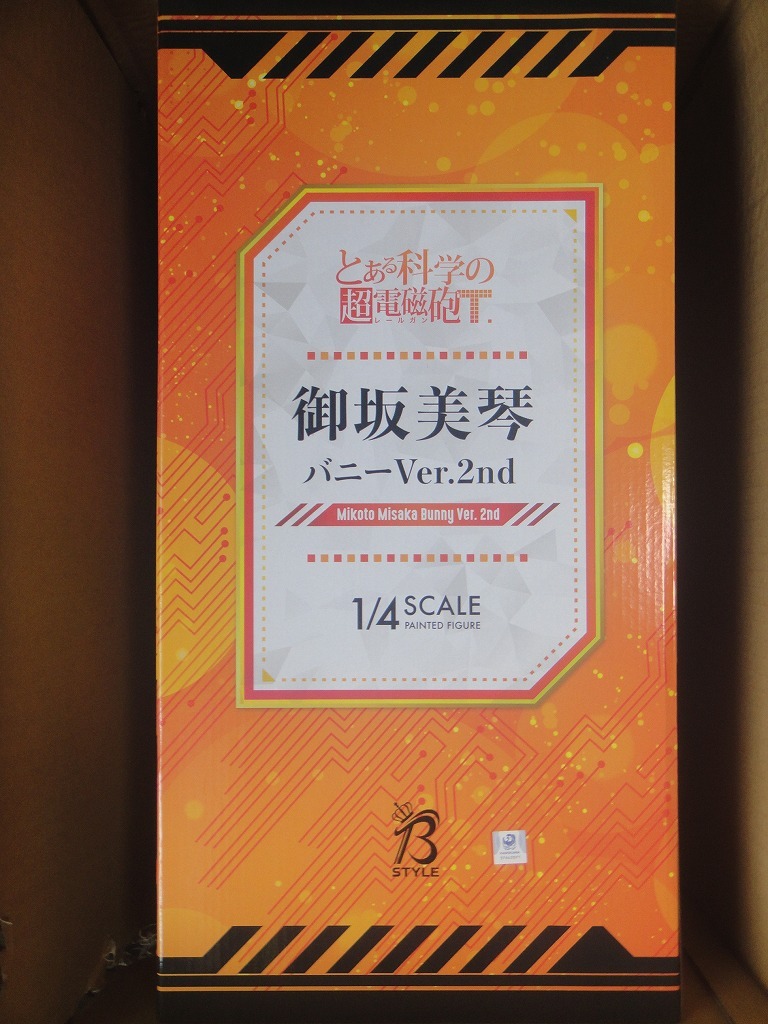 とある科学の
超電磁砲T.
レールガン
御坂美琴
バニーVer.2nd
Mikoto Misaka Bunny Ver. 2nd
1/4 SCALE
PAINTED FIGURE
B
STYLE